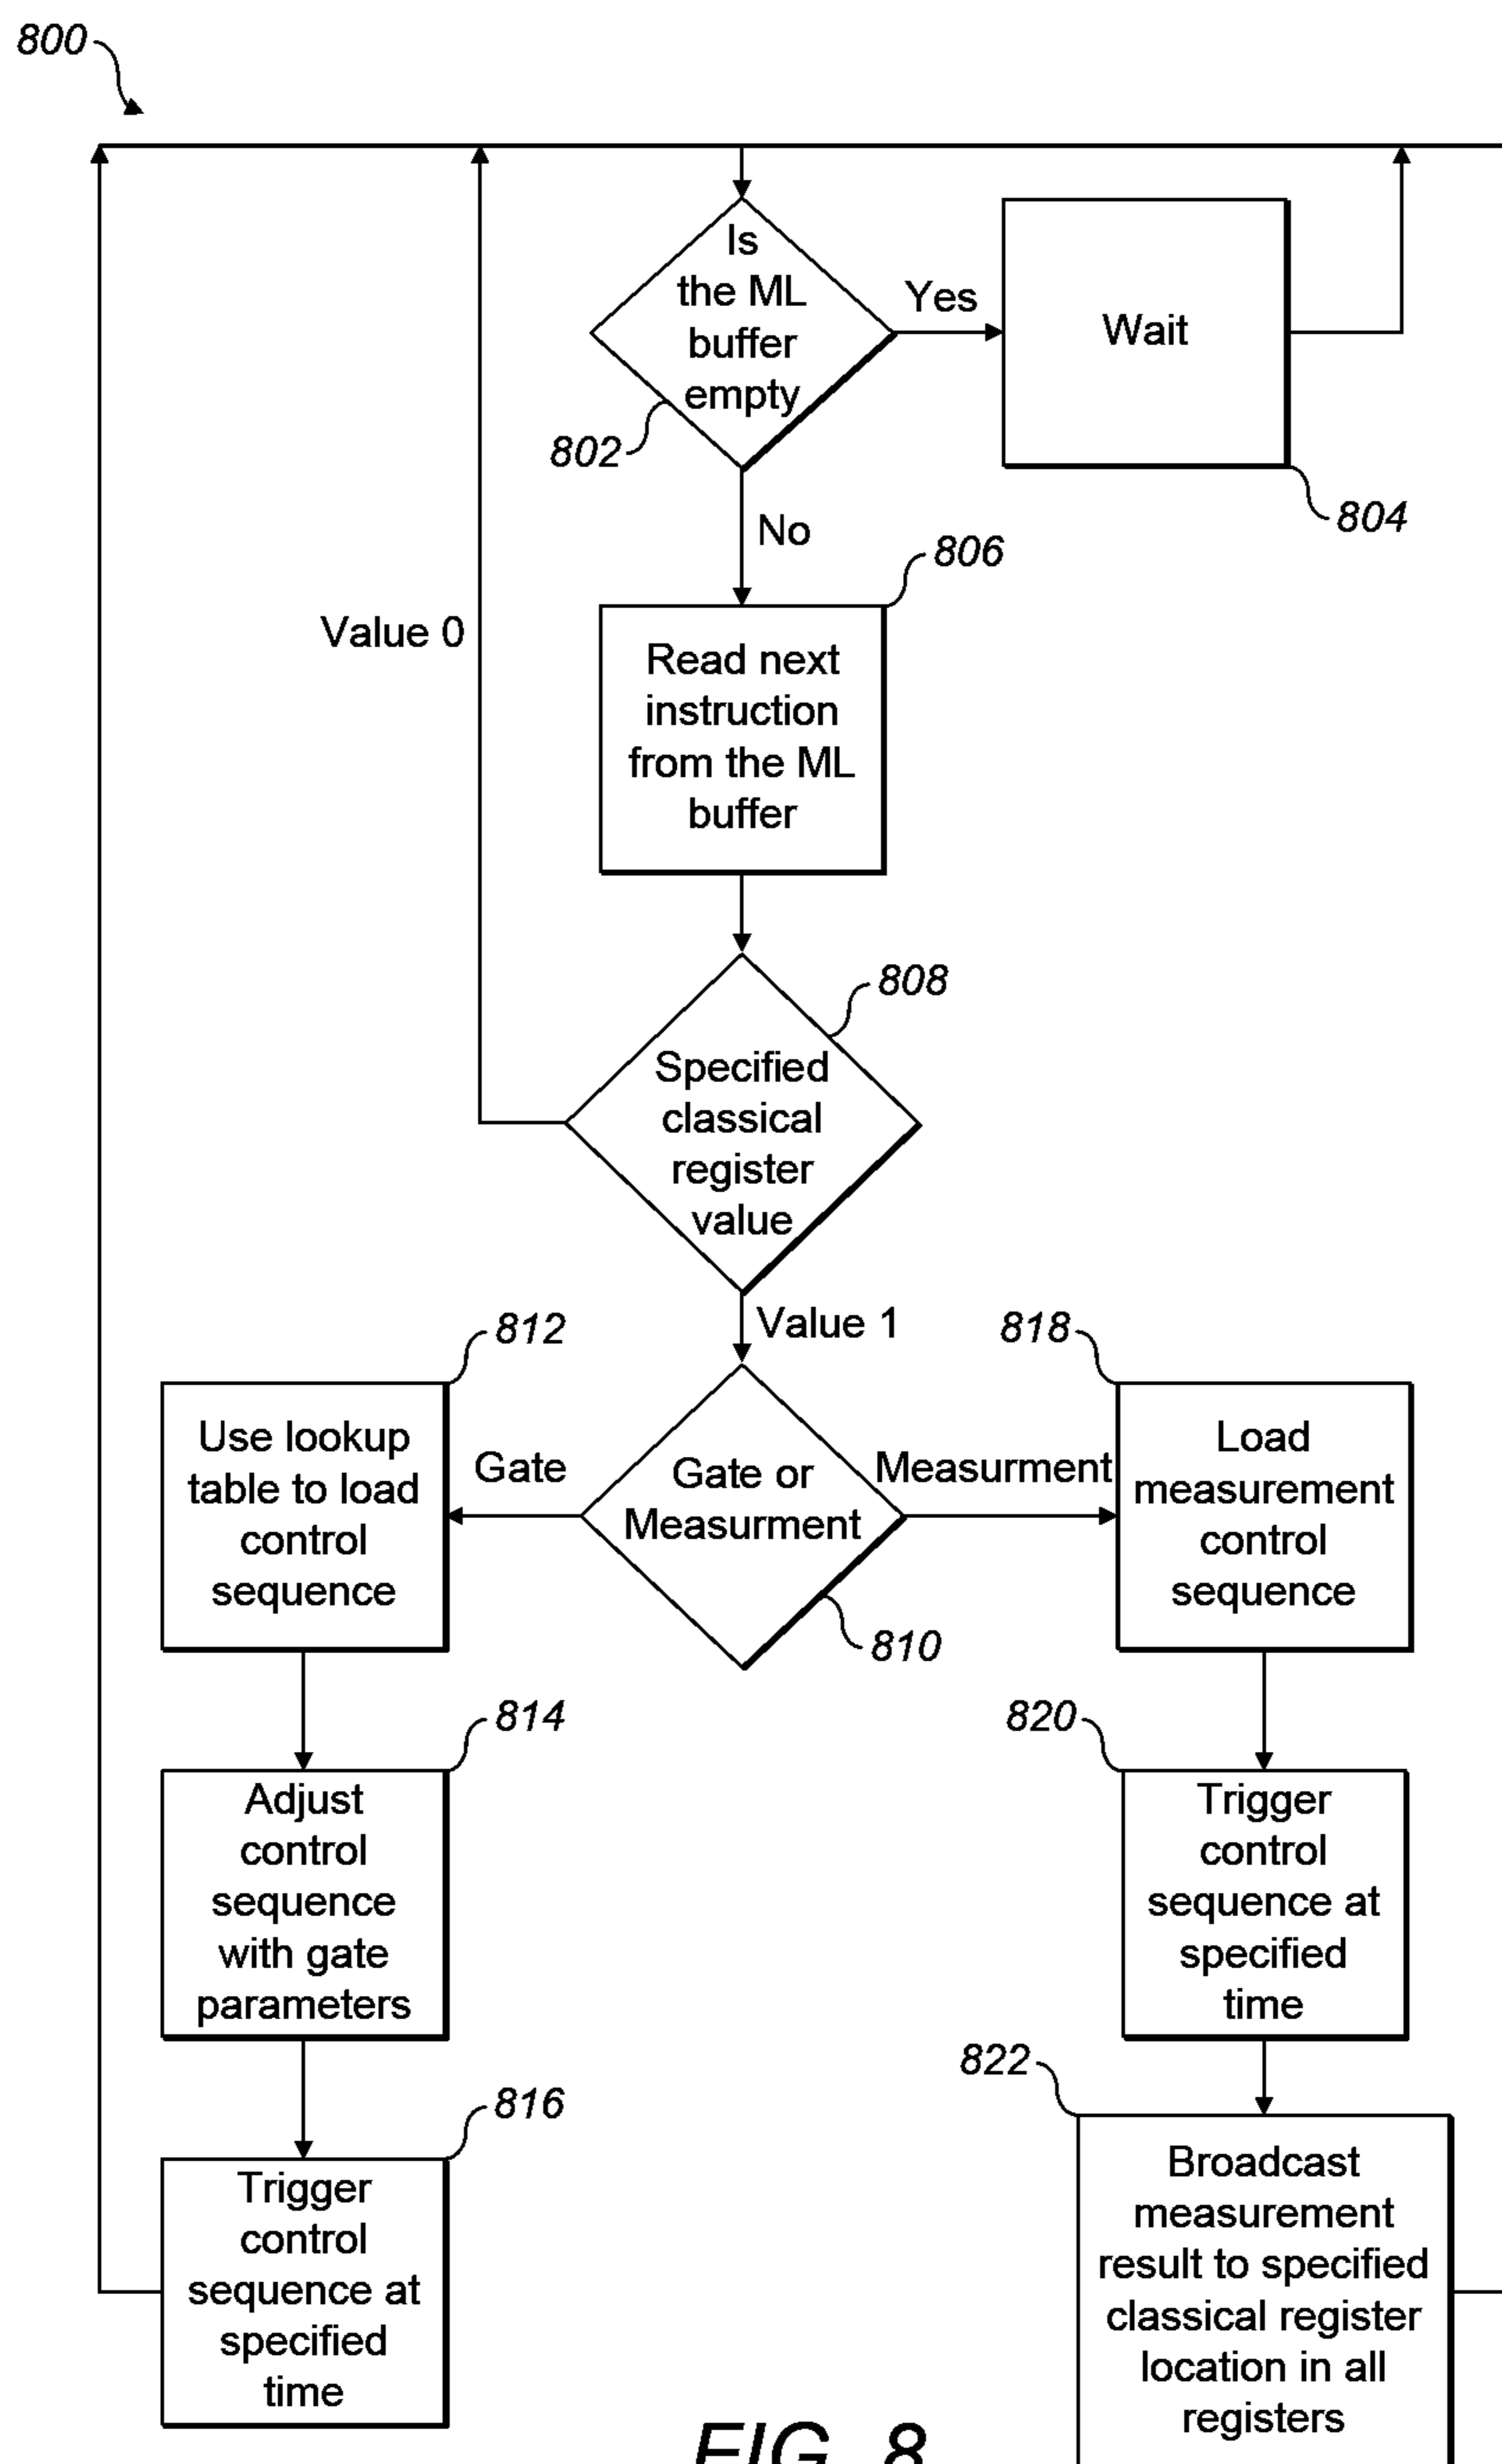 800
Is
the ML
buffer
empty
Yes
Wait
802
804
No
806
Read next
instruction
from the ML
buffer
Value 0
808
Specified
classical
register
value
Value 1
812
818
Use lookup
table to load
control
sequence
Gate
Gate or
Measurment
Measurment
Load
measurement
control
sequence
810
814
820
Adjust
control
sequence
with gate
parameters
Trigger
control
sequence at
specified
time
816
822
Trigger
control
sequence at
specified
time
Broadcast
measurement
result to specified
classical register
location in all
registers
FIG. 8